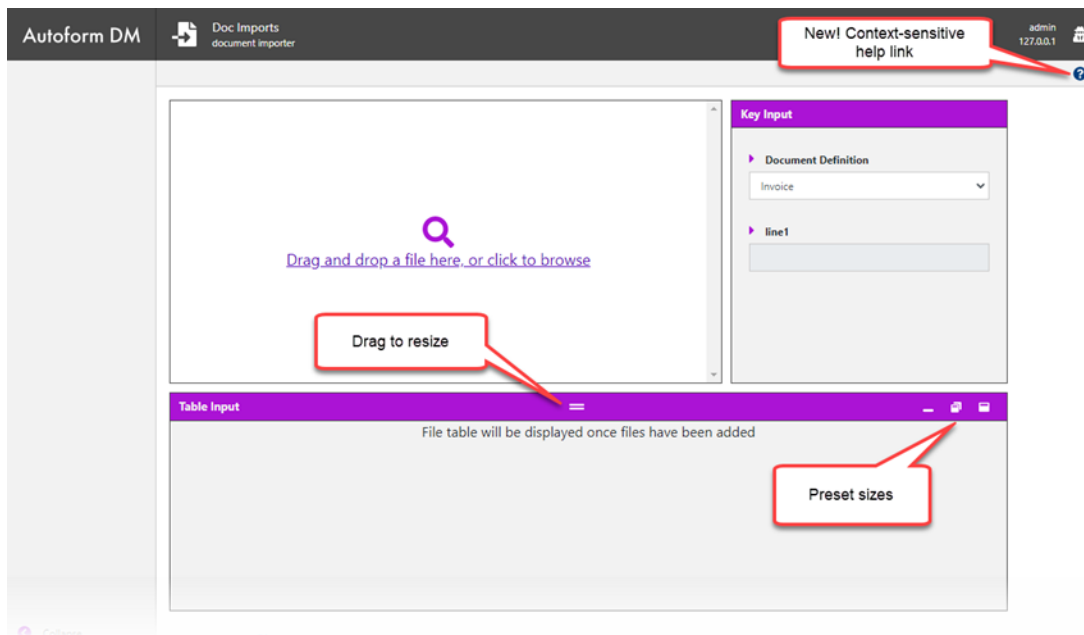 Autoform DM
Doc Imports
document importer
New! Context-sensitive
help link
admin
127.0.0.1
?
Key Input
Document Definition
Invoice
line1
Drag and drop a file here, or click to browse
Drag to resize
Table Input
File table will be displayed once files have been added
Preset sizes